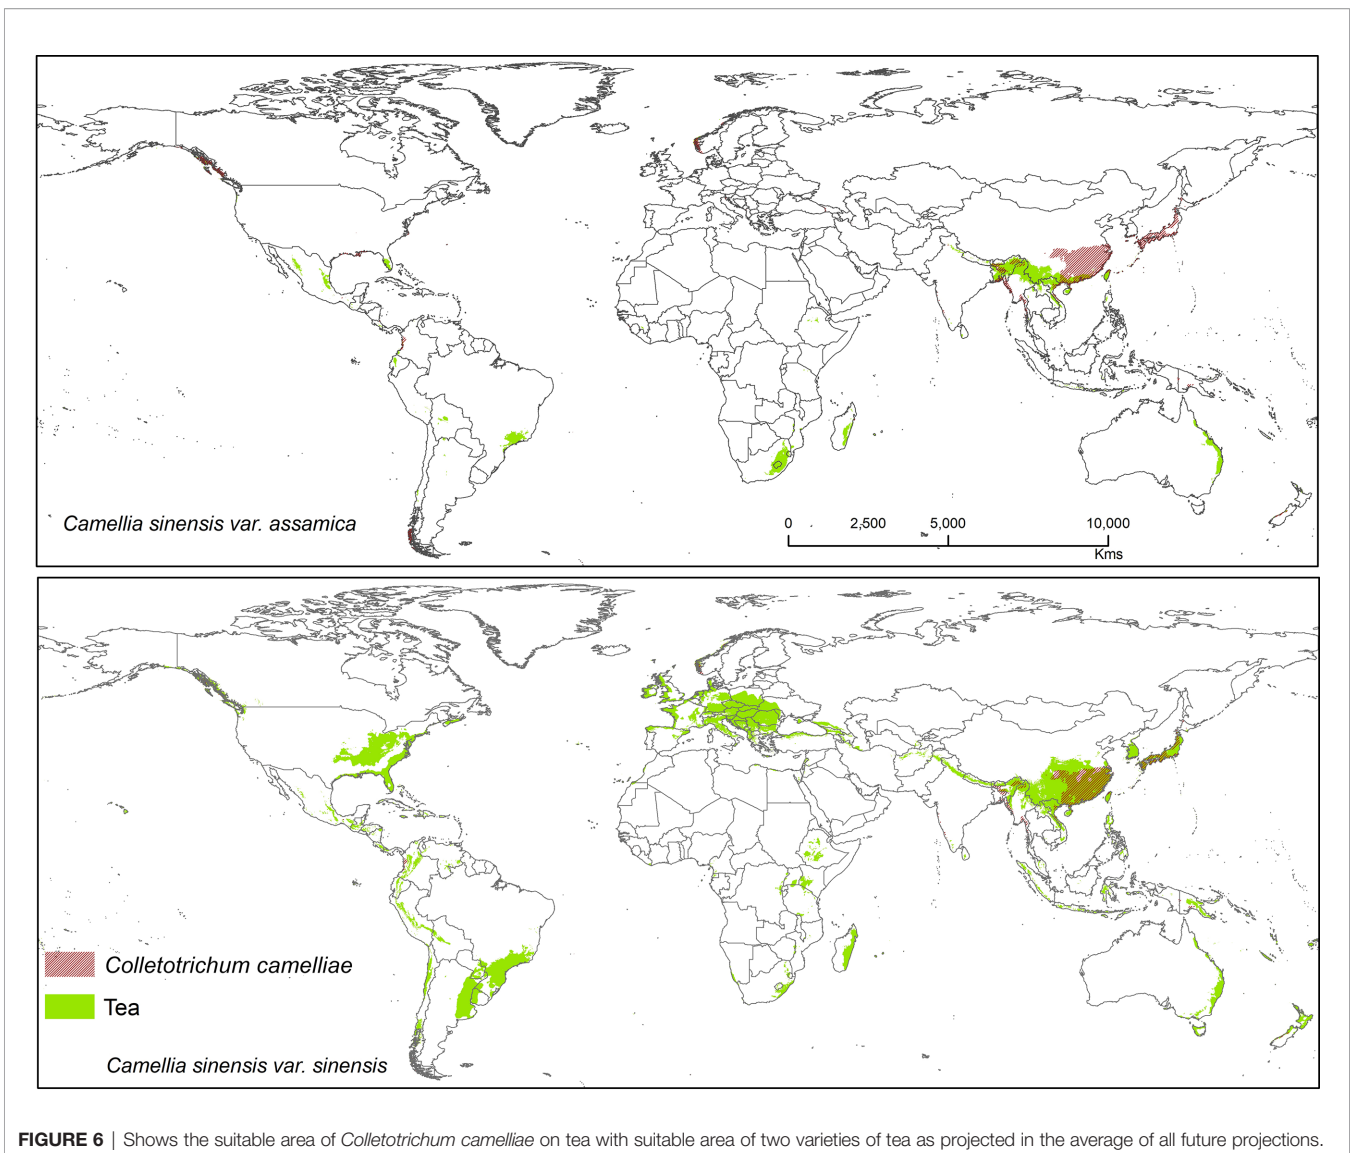 Camellia sinensis var. assamica
0 2,500 5,000 10,000
Kms
Colletotrichum camelliae
Tea
Camellia sinensis var. sinensis
FIGURE 6 | Shows the suitable area of Colletotrichum camelliae on tea with suitable area of two varieties of tea as projected in the average of all future projections.